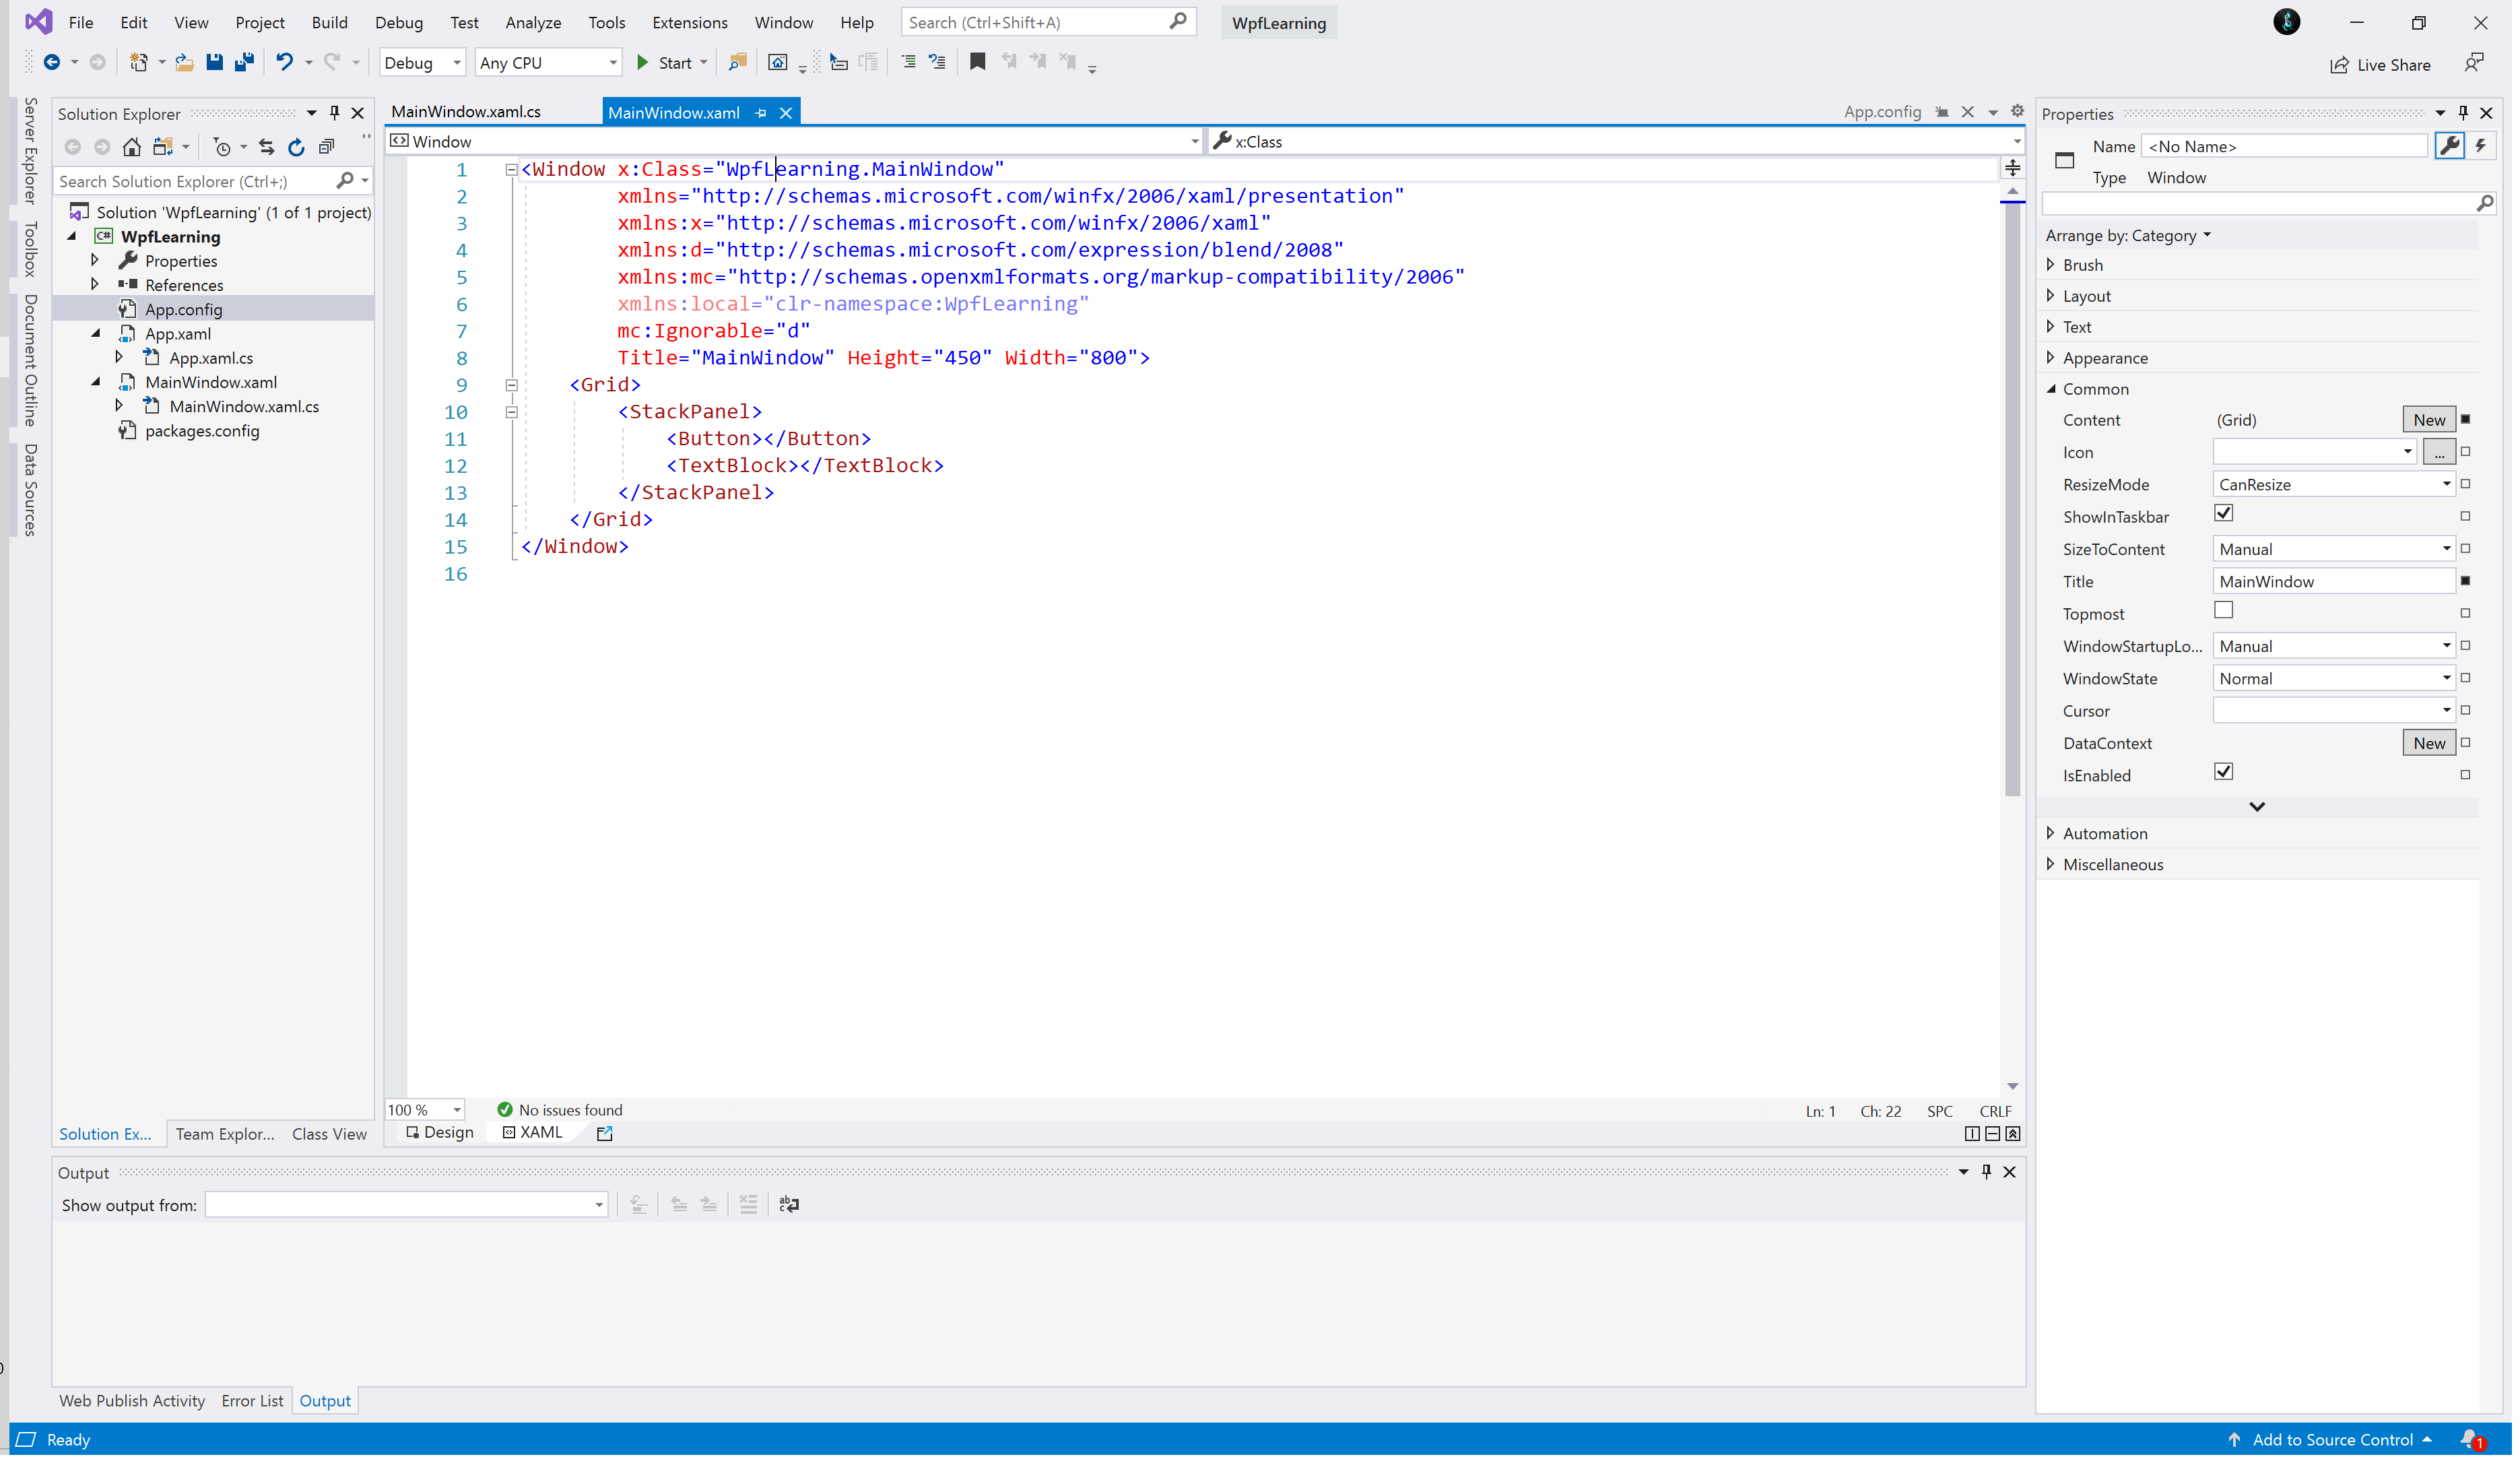 File Edit View Project Build Debug Test Analyze Tools Extensions Window Help Search (Ctrl+Shift+A) WpfLearning
Debug Any CPU Start Live Share
Server Explorer
Toolbox
Document Outline
Data Sources
Solution Explorer
Search Solution Explorer (Ctrl+;)
Solution 'WpfLearning' (1 of 1 project)
C# WpfLearning
Properties
References
App.config
App.xaml
App.xaml.cs
MainWindow.xaml
MainWindow.xaml.cs
packages.config
Solution Ex... Team Explor... Class View
MainWindow.xaml.cs MainWindow.xaml App.config
Window x:Class
1 <Window x:Class="WpfLearning.MainWindow"
2 xmlns="http://schemas.microsoft.com/winfx/2006/xaml/presentation"
3 xmlns:x="http://schemas.microsoft.com/winfx/2006/xaml"
4 xmlns:d="http://schemas.microsoft.com/expression/blend/2008"
5 xmlns:mc="http://schemas.openxmlformats.org/markup-compatibility/2006"
6 xmlns:local="clr-namespace:WpfLearning"
7 mc:Ignorable="d"
8 Title="MainWindow" Height="450" Width="800">
9 <Grid>
10 <StackPanel>
11 <Button></Button>
12 <TextBlock></TextBlock>
13 </StackPanel>
14 </Grid>
15 </Window>
16
100 % No issues found Ln: 1 Ch: 22 SPC CRLF
Design XAML
Properties
Name <No Name>
Type Window
Arrange by: Category
Brush
Layout
Text
Appearance
Common
Content (Grid) New
Icon ...
ResizeMode CanResize
ShowInTaskbar
SizeToContent Manual
Title MainWindow
Topmost
WindowStartupLo... Manual
WindowState Normal
Cursor
DataContext New
IsEnabled
Automation
Miscellaneous
Output
Show output from:
Web Publish Activity Error List Output
Ready Add to Source Control 1